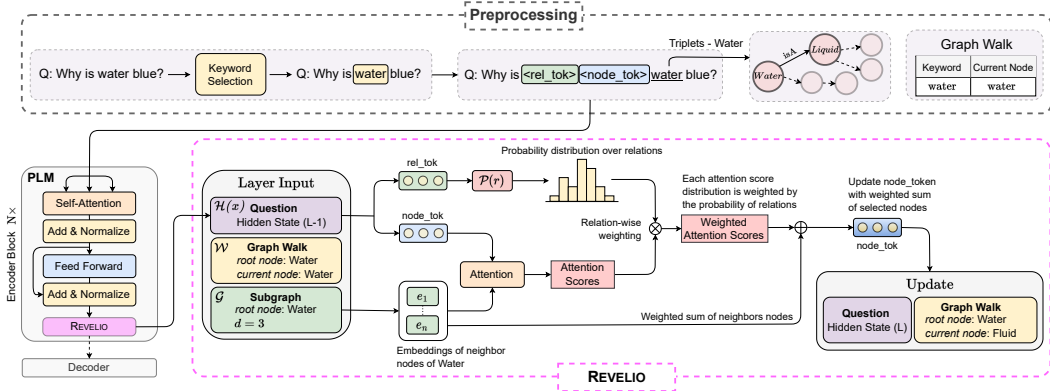 Preprocessing
Q: Why is water blue?
Keyword
Selection
Q: Why is water blue?
Q: Why is <rel_tok> <node_tok> water blue?
Triplets - Water
Water
isA
Liquid
Graph Walk
Keyword
Current Node
water
water
Encoder Block N×
PLM
Self-Attention
Add & Normalize
Feed Forward
Add & Normalize
REVELIO
Decoder
Layer Input
H(x) Question
Hidden State (L-1)
W Graph Walk
root node: Water
current node: Water
G Subgraph
root node: Water
d = 3
rel_tok
P(r)
Probability distribution over relations
node_tok
Attention
Attention
Scores
e1
en
Embeddings of neighbor
nodes of Water
Relation-wise
weighting
Each attention score
distribution is weighted by
the probability of relations
Weighted
Attention Scores
Weighted sum of neighbors nodes
Update node_token
with weighted sum
of selected nodes
node_tok
Update
Question
Hidden State (L)
Graph Walk
root node: Water
current node: Fluid
REVELIO